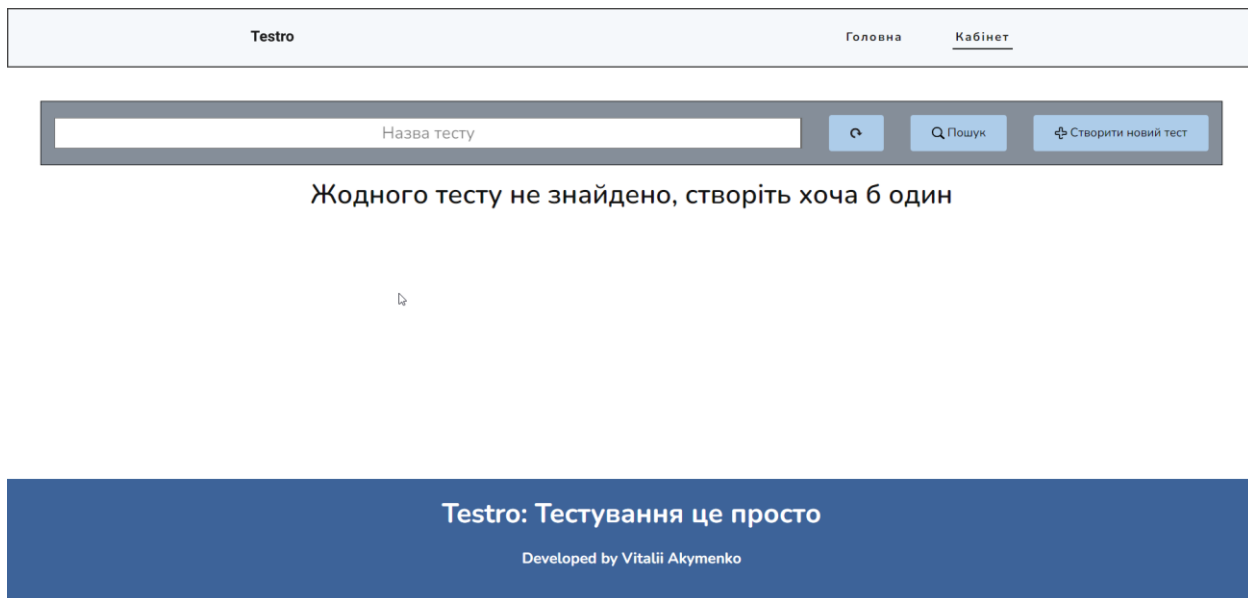 Testro
Головна
Кабінет
Назва тесту
Пошук
Створити новий тест
Жодного тесту не знайдено, створіть хоча б один
Testro: Тестування це просто
Developed by Vitalii Akymenko